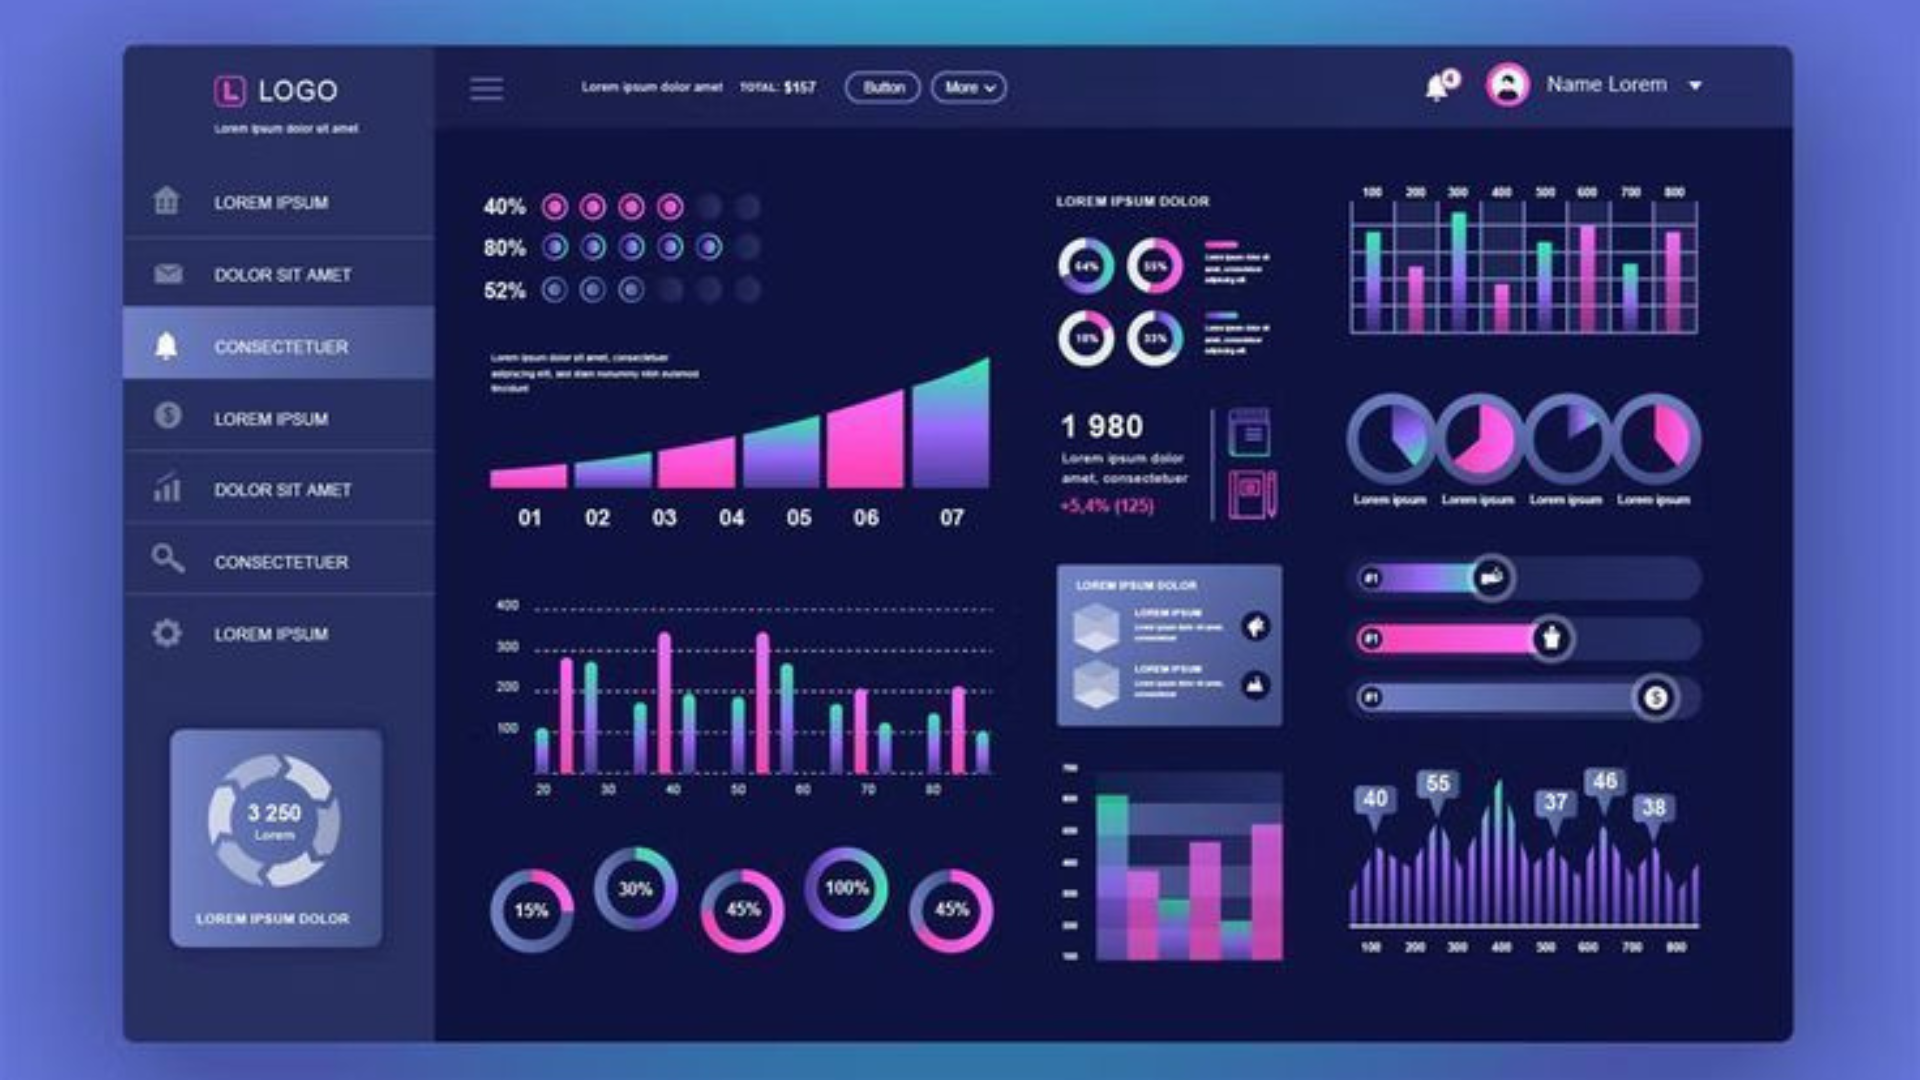 LOGO
Lorem ipsum dolor sit amet
LOREM IPSUM
DOLOR SIT AMET
CONSECTETUER
LOREM IPSUM
DOLOR SIT AMET
CONSECTETUER
LOREM IPSUM
3 250
Lorem
LOREM IPSUM DOLOR
Lorem ipsum dolor amet TOTAL: $157 Button More
4
Name Lorem
40%
80%
52%
Lorem ipsum dolor sit amet, consectetuer
adipiscing elit, sed diam nonummy nibh euismod
tincidunt
01 02 03 04 05 06 07
400
300
200
100
20 30 40 50 60 70 80
15% 30% 45% 100% 45%
LOREM IPSUM DOLOR
64% 55%
18% 33%
1 980
Lorem ipsum dolor
amet, consectetuer
+5,4% (125)
LOREM IPSUM DOLOR
LOREM IPSUM
LOREM IPSUM
700
600
500
400
300
200
100
100 200 300 400 500 600 700 800
Lorem ipsum Lorem ipsum Lorem ipsum Lorem ipsum
#1
#1
#1 $
40 55 37 46 38
100 200 300 400 500 600 700 800